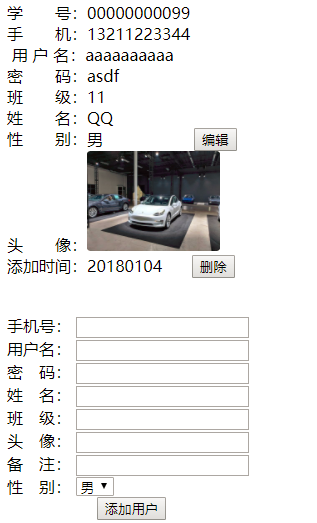 学 号：00000000099
手 机：13211223344
用 户 名：aaaaaaaaaa
密 码：asdf
班 级：11
姓 名：QQ
性 别：男 编辑
头 像：
添加时间：20180104 删除
手机号：
用户名：
密 码：
姓 名：
班 级：
头 像：
备 注：
性 别： 男
添加用户